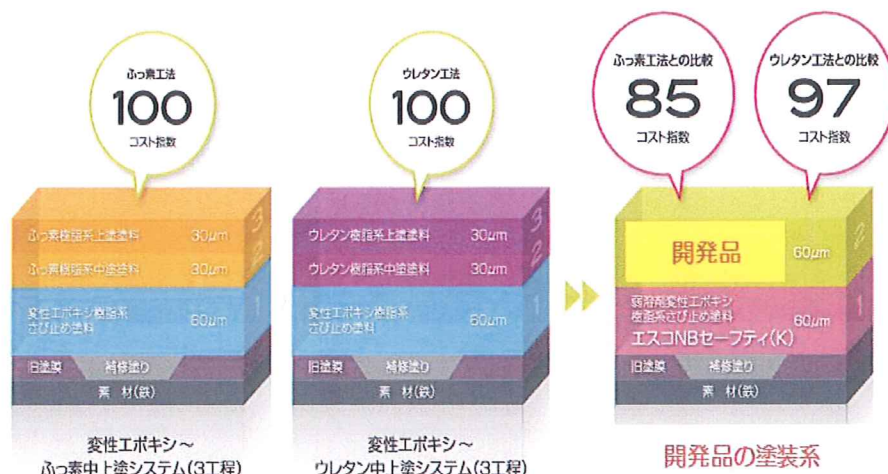 ふっ素工法
100
コスト指数
ウレタン工法
100
コスト指数
ふっ素工法との比較
85
コスト指数
ウレタン工法との比較
97
コスト指数
ふっ素樹脂系上塗塗料 30μm 3
ふっ素樹脂系中塗塗料 30μm 2
変性エポキシ樹脂系
さび止め塗料 60μm 1
旧塗膜 補修塗り
素 材(鉄)
変性エポキシ～
ふっ素中上塗システム(3工程)
ウレタン樹脂系上塗塗料 30μm 3
ウレタン樹脂系中塗塗料 30μm 2
変性エポキシ樹脂系
さび止め塗料 60μm 1
旧塗膜 補修塗り
素 材(鉄)
変性エポキシ～
ウレタン中上塗システム(3工程)
開発品 60μm 2
弱溶剤変性エポキシ
樹脂系さび止め塗料 60μm 1
エスコNBセーフティ(K)
旧塗膜 補修塗り
素 材(鉄)
開発品の塗装系